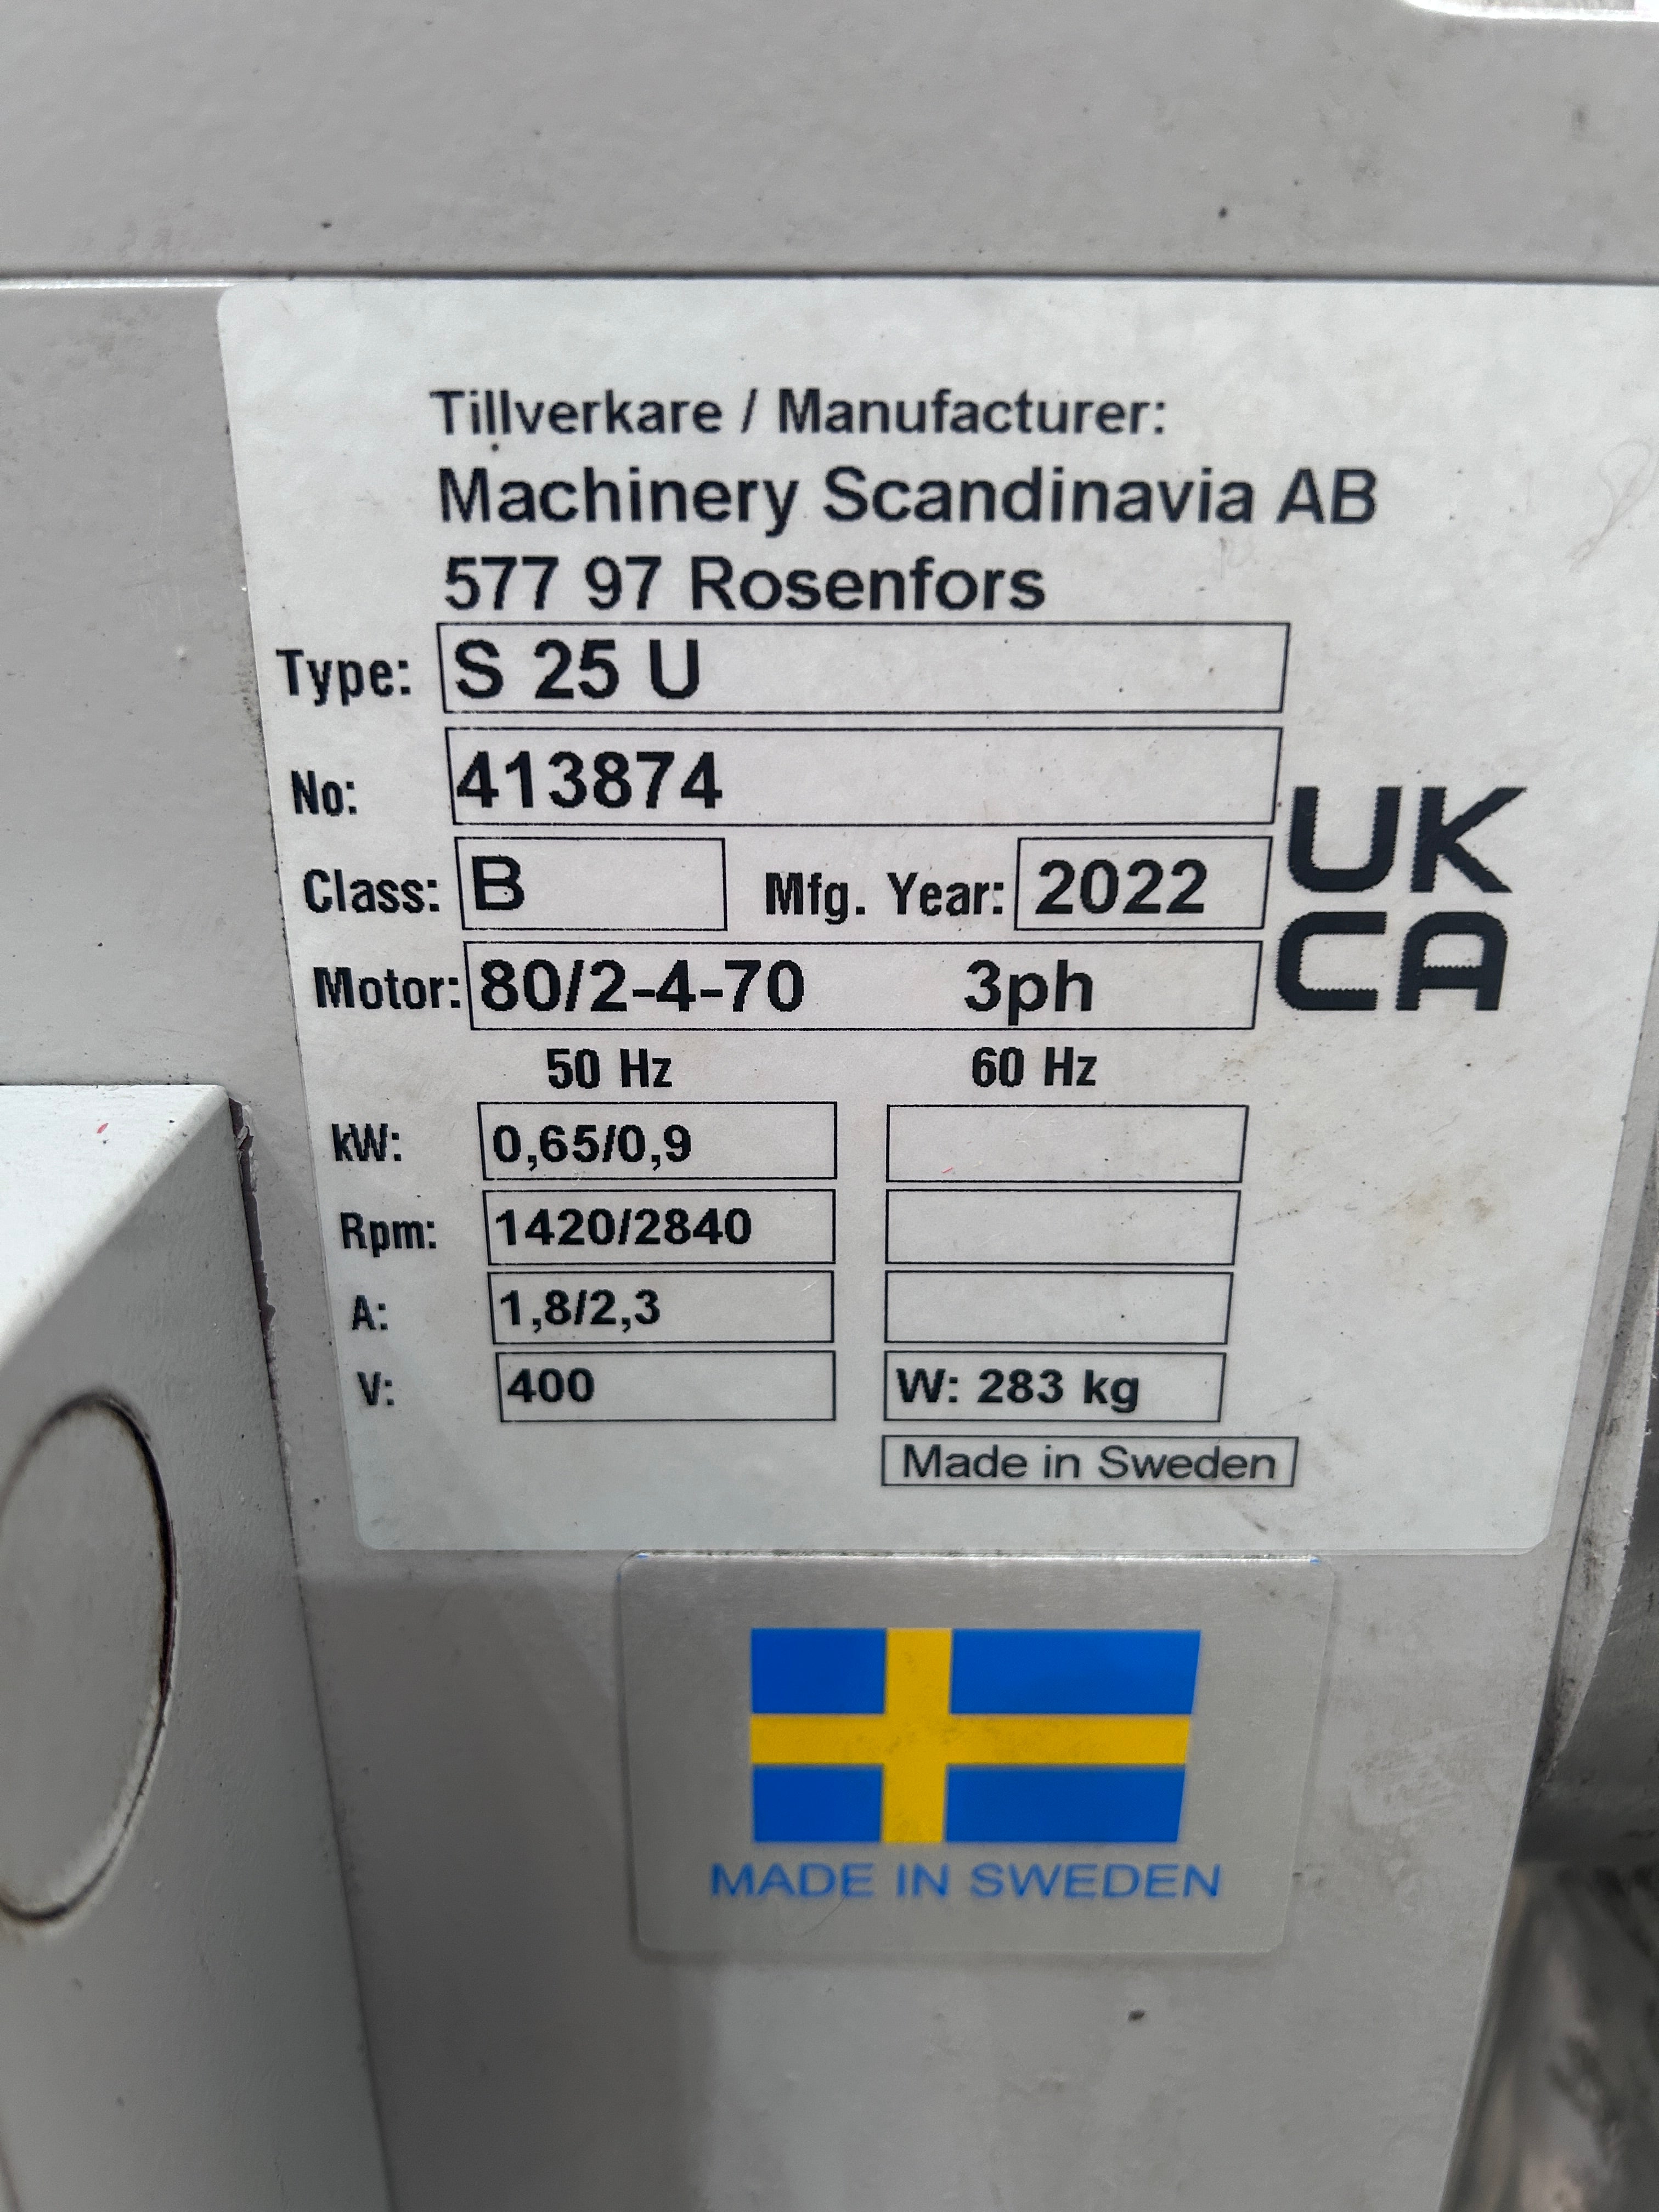 Tillverkare / Manufacturer:
Machinery Scandinavia AB
577 97 Rosenfors
Type: S 25 U
No: 413874
Class: B Mfg. Year: 2022
UK
CA
Motor: 80/2-4-70 3ph
50 Hz 60 Hz
kW: 0,65/0,9
Rpm: 1420/2840
A: 1,8/2,3
V: 400 W: 283 kg
Made in Sweden
MADE IN SWEDEN